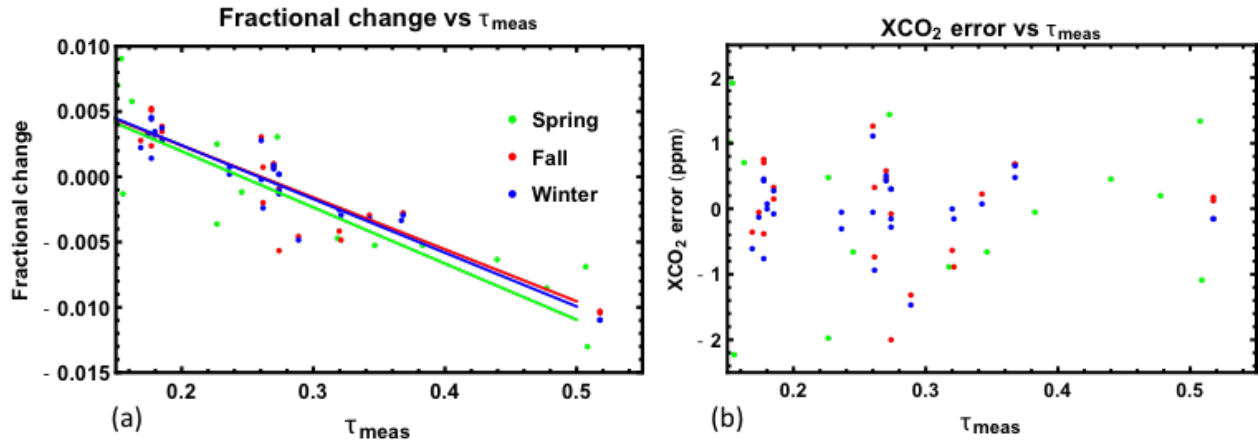 Fractional change vs τmeas
Fractional change
0.010
0.005
0.000
- 0.005
- 0.010
- 0.015
Spring
Fall
Winter
0.2
0.3
0.4
0.5
(a)
τmeas
XCO₂ error vs τmeas
XCO₂ error (ppm)
2
1
0
- 1
- 2
0.2
0.3
0.4
0.5
(b)
τmeas